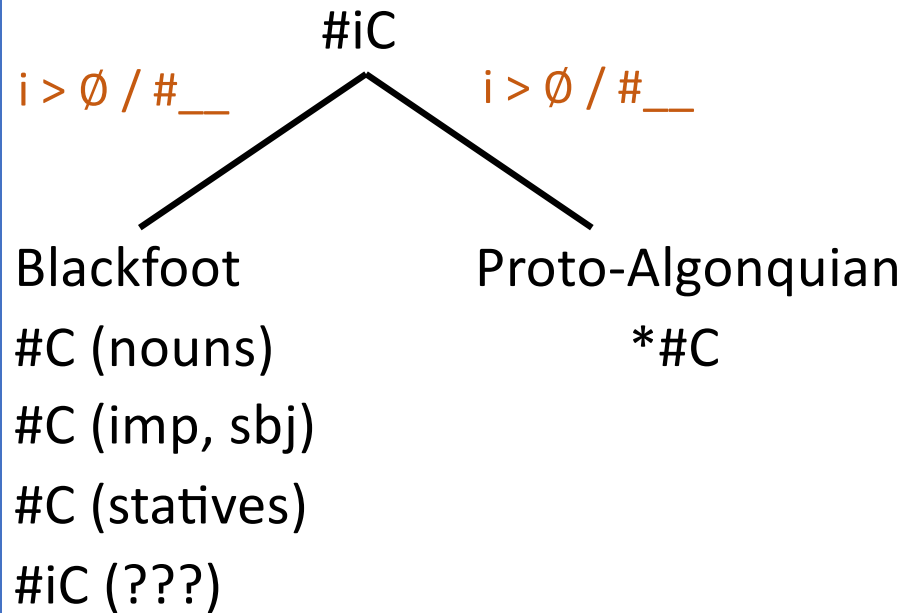 #iC
i > Ø / #__ i > Ø / #__
Blackfoot Proto-Algonquian
#C (nouns) *#C
#C (imp, sbj)
#C (statives)
#iC (???)